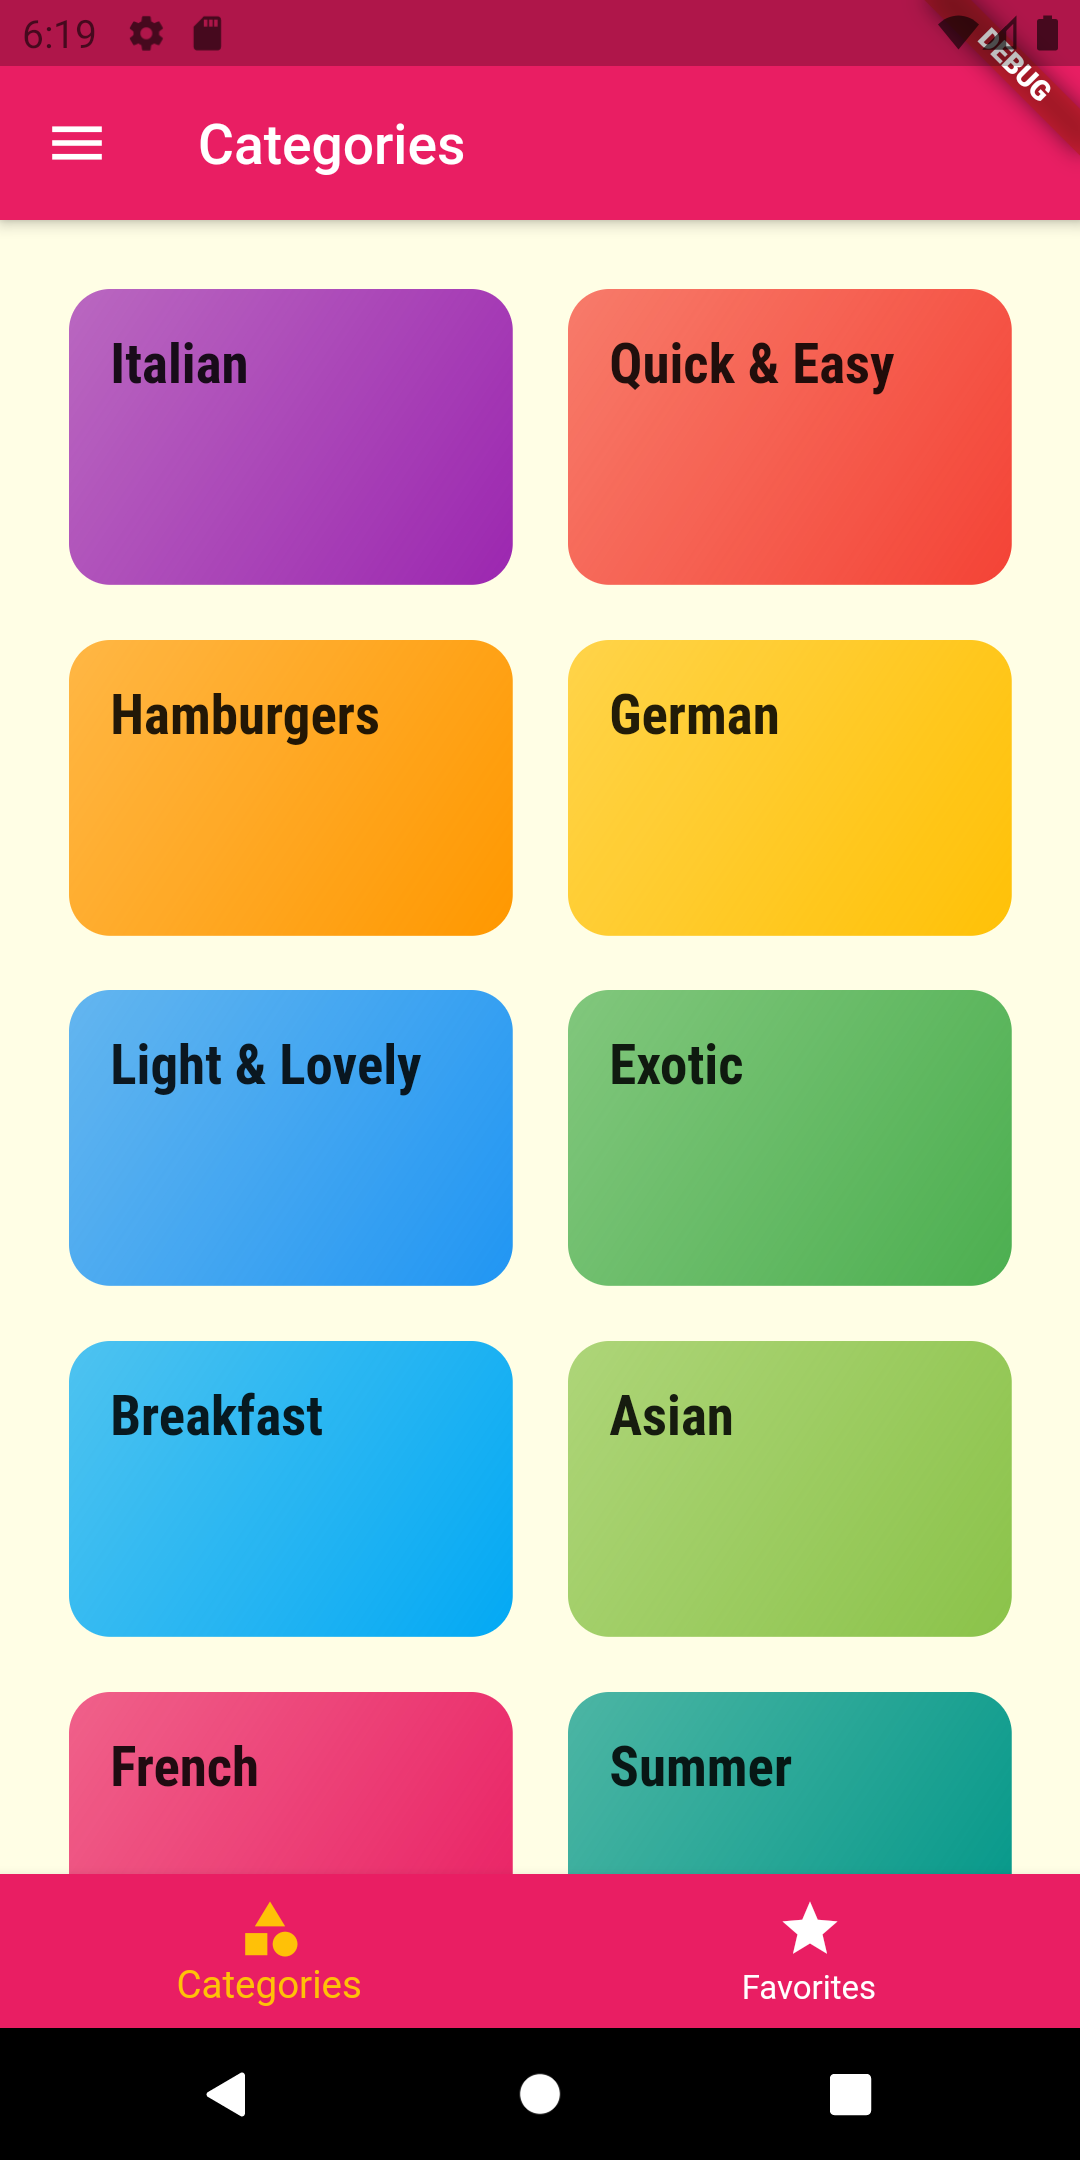 6:19
DEBUG
Categories
Italian
Quick & Easy
Hamburgers
German
Light & Lovely
Exotic
Breakfast
Asian
French
Summer
Categories
Favorites